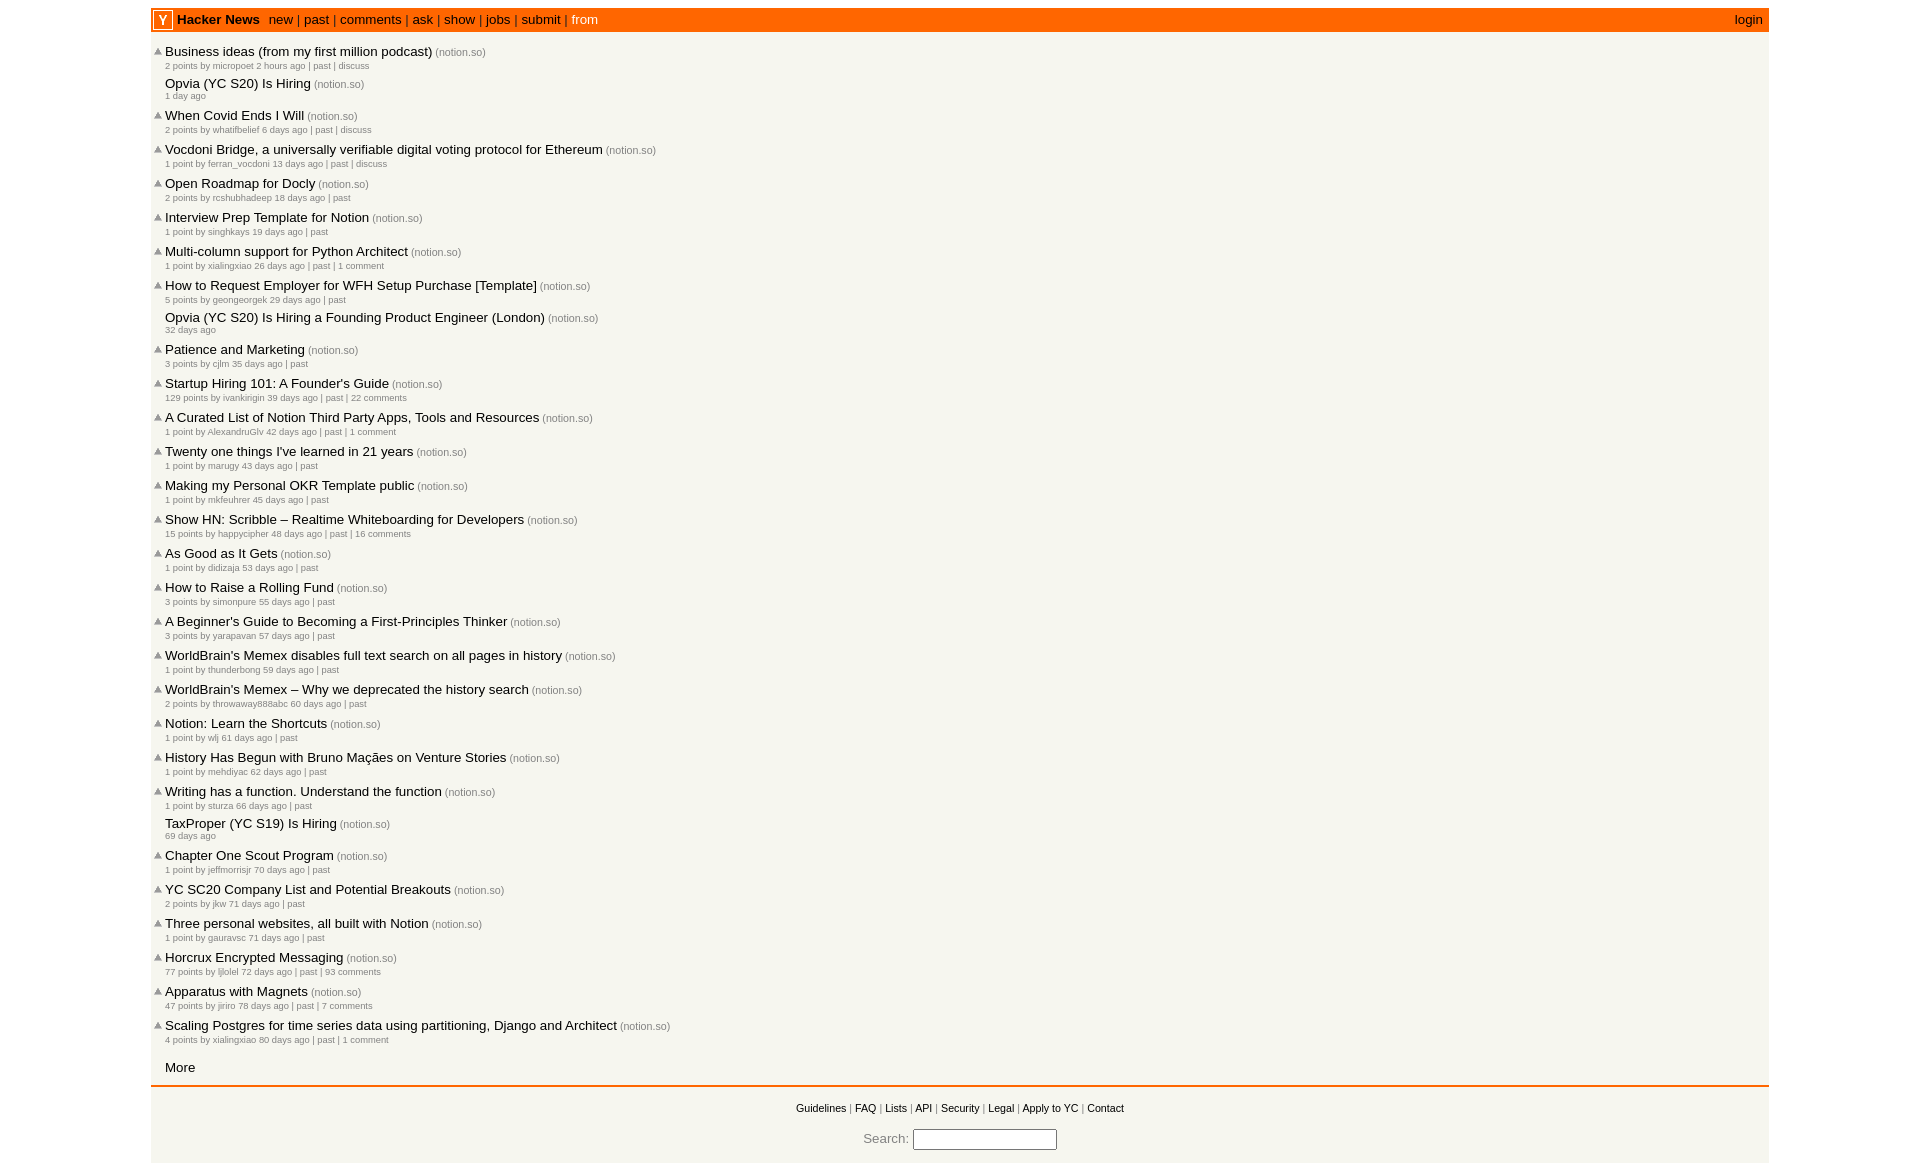 Y Hacker News new | past | comments | ask | show | jobs | submit | from login
Business ideas (from my first million podcast) (notion.so)
2 points by micropoet 2 hours ago | past | discuss
Opvia (YC S20) Is Hiring (notion.so)
1 day ago
When Covid Ends I Will (notion.so)
2 points by whatifbelief 6 days ago | past | discuss
Vocdoni Bridge, a universally verifiable digital voting protocol for Ethereum (notion.so)
1 point by ferran_vocdoni 13 days ago | past | discuss
Open Roadmap for Docly (notion.so)
2 points by rcshubhadeep 18 days ago | past
Interview Prep Template for Notion (notion.so)
1 point by singhkays 19 days ago | past
Multi-column support for Python Architect (notion.so)
1 point by xialingxiao 26 days ago | past | 1 comment
How to Request Employer for WFH Setup Purchase [Template] (notion.so)
5 points by geongeorgek 29 days ago | past
Opvia (YC S20) Is Hiring a Founding Product Engineer (London) (notion.so)
32 days ago
Patience and Marketing (notion.so)
3 points by cjlm 35 days ago | past
Startup Hiring 101: A Founder's Guide (notion.so)
129 points by ivankirigin 39 days ago | past | 22 comments
A Curated List of Notion Third Party Apps, Tools and Resources (notion.so)
1 point by AlexandruGlv 42 days ago | past | 1 comment
Twenty one things I've learned in 21 years (notion.so)
1 point by marugy 43 days ago | past
Making my Personal OKR Template public (notion.so)
1 point by mkfeuhrer 45 days ago | past
Show HN: Scribble – Realtime Whiteboarding for Developers (notion.so)
15 points by happycipher 48 days ago | past | 16 comments
As Good as It Gets (notion.so)
1 point by didizaja 53 days ago | past
How to Raise a Rolling Fund (notion.so)
3 points by simonpure 55 days ago | past
A Beginner's Guide to Becoming a First-Principles Thinker (notion.so)
3 points by yarapavan 57 days ago | past
WorldBrain's Memex disables full text search on all pages in history (notion.so)
1 point by thunderbong 59 days ago | past
WorldBrain's Memex – Why we deprecated the history search (notion.so)
2 points by throwaway888abc 60 days ago | past
Notion: Learn the Shortcuts (notion.so)
1 point by wlj 61 days ago | past
History Has Begun with Bruno Maçães on Venture Stories (notion.so)
1 point by mehdiyac 62 days ago | past
Writing has a function. Understand the function (notion.so)
1 point by sturza 66 days ago | past
TaxProper (YC S19) Is Hiring (notion.so)
69 days ago
Chapter One Scout Program (notion.so)
1 point by jeffmorrisjr 70 days ago | past
YC SC20 Company List and Potential Breakouts (notion.so)
2 points by jkw 71 days ago | past
Three personal websites, all built with Notion (notion.so)
1 point by gauravsc 71 days ago | past
Horcrux Encrypted Messaging (notion.so)
77 points by ljlolel 72 days ago | past | 93 comments
Apparatus with Magnets (notion.so)
47 points by jiriro 78 days ago | past | 7 comments
Scaling Postgres for time series data using partitioning, Django and Architect (notion.so)
4 points by xialingxiao 80 days ago | past | 1 comment
More
Guidelines | FAQ | Lists | API | Security | Legal | Apply to YC | Contact
Search: